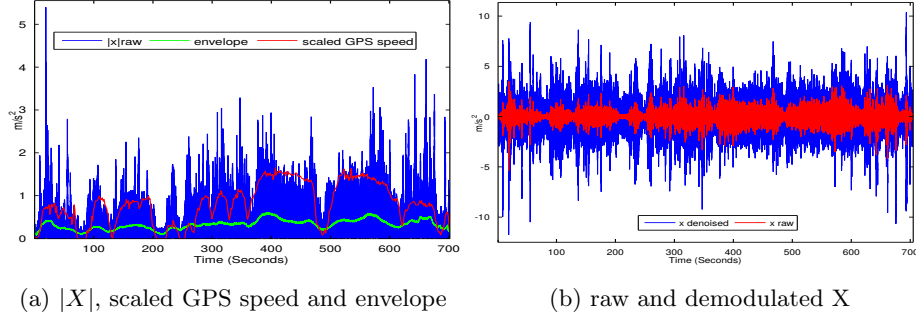 |x|raw envelope scaled GPS speed
5
4
3
2
1
0
m/s²
100 200 300 400 500 600 700
Time (Seconds)
(a) |X|, scaled GPS speed and envelope
10
5
0
-5
-10
m/s²
x denoised x raw
100 200 300 400 500 600 700
Time (Seconds)
(b) raw and demodulated X